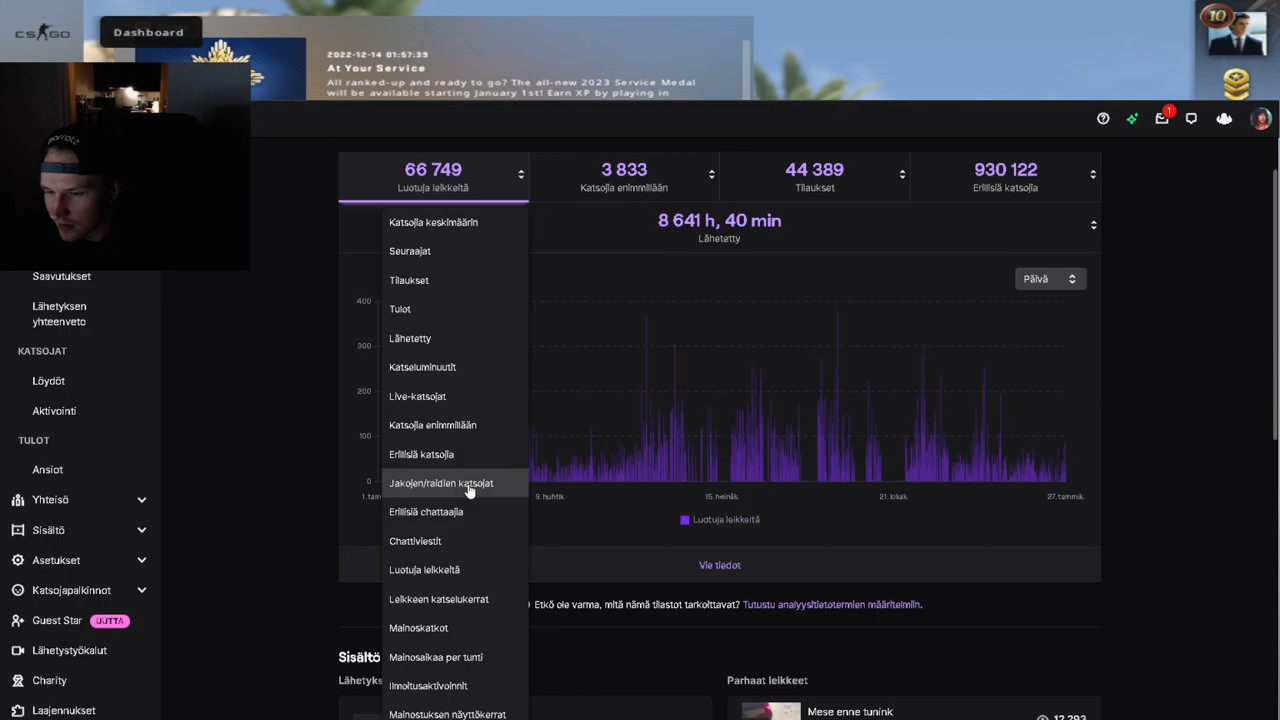 CS GO
Dashboard
2022-12-14 01:57:39
At Your Service
All ranked-up and ready to go? The all-new 2023 Service Medal
will be available starting January 1st! Earn XP by playing in
10
1
66 749
Luotuja leikkeitä
3 833
Katsojia enimmillään
44 389
Tilaukset
930 122
Erillisiä katsojia
8 641 h, 40 min
Lähetetty
Katsojia keskimäärin
Seuraajat
Tilaukset
Tulot
Lähetetty
Katseluminuutit
Live-katsojat
Katsojia enimmillään
Erillisiä katsojia
Jakojen/raidien katsojat
Erillisiä chattaajia
Chattiviestit
Luotuja leikkeitä
Leikkeen katselukerrat
Mainoskatkot
Mainosaikaa per tunti
Ilmoitusaktivoinnit
Mainostuksen näyttökerrat
Päivä
400
300
200
100
0
1. tam
9. huhtik.
15. heinäk.
21. lokak.
27. tammik.
Luotuja leikkeitä
Vie tiedot
Etkö ole varma, mitä nämä tilastot tarkoittavat? Tutustu analyysitietotermien määritelmiin.
Saavutukset
Lähetyksen
yhteenveto
KATSOJAT
Löydöt
Aktivointi
TULOT
Ansiot
Yhteisö
Sisältö
Asetukset
Katsojapalkinnot
Guest Star UUTTA
Lähetystyökalut
Charity
Laajennukset
Sisältö
Lähetyk
Parhaat leikkeet
Mese enne tunink
12 293